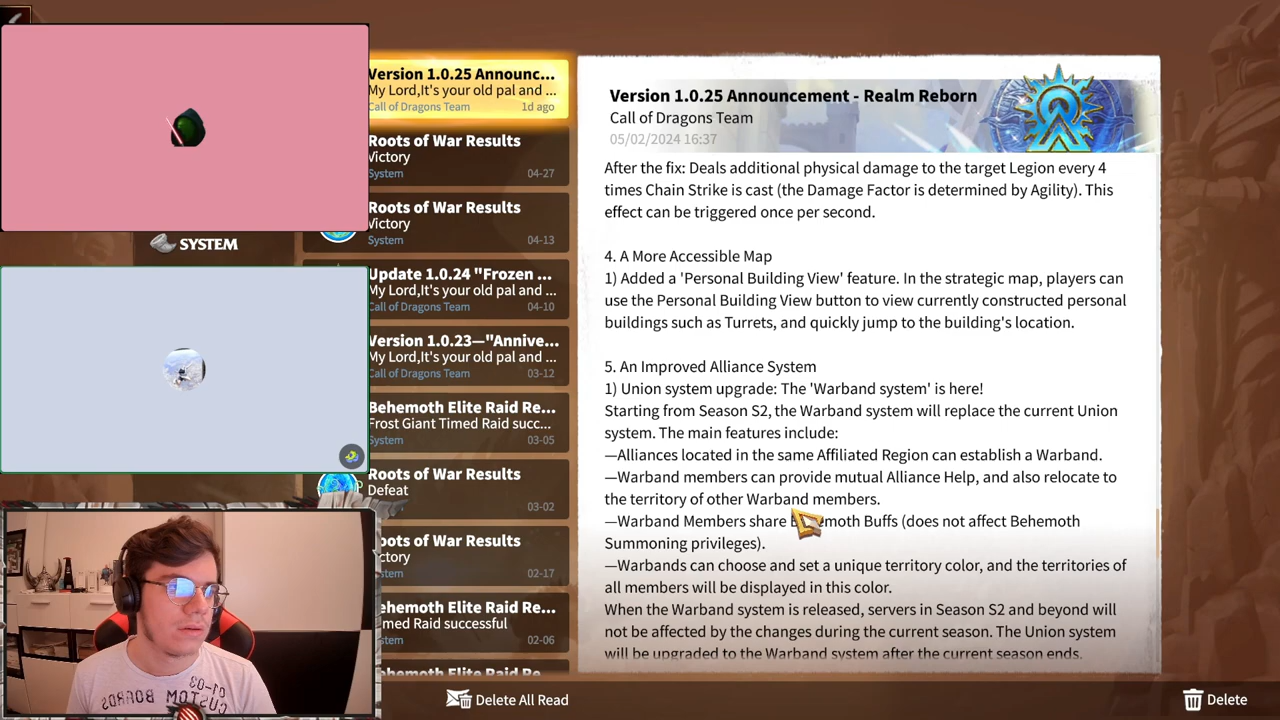 SYSTEM
Version 1.0.25 Announc...
My Lord,It's your old pal and ...
Call of Dragons Team
1d ago
Roots of War Results
Victory
System
04-27
Roots of War Results
Victory
System
04-13
Update 1.0.24 "Frozen ...
My Lord,It's your old pal and ...
Call of Dragons Team
04-10
Version 1.0.23—"Annive...
My Lord,It's your old pal and ...
Call of Dragons Team
03-12
Behemoth Elite Raid Re...
Frost Giant Timed Raid succ...
System
03-05
Roots of War Results
Defeat
03-02
oots of War Results
ictory
stem
02-17
ehemoth Elite Raid Re...
med Raid successful
stem
02-06
ehemoth Elite Raid Re...
Delete All Read
Version 1.0.25 Announcement - Realm Reborn
Call of Dragons Team
05/02/2024 16:37
After the fix: Deals additional physical damage to the target Legion every 4
times Chain Strike is cast (the Damage Factor is determined by Agility). This
effect can be triggered once per second.
4. A More Accessible Map
1) Added a 'Personal Building View' feature. In the strategic map, players can
use the Personal Building View button to view currently constructed personal
buildings such as Turrets, and quickly jump to the building's location.
5. An Improved Alliance System
1) Union system upgrade: The 'Warband system' is here!
Starting from Season S2, the Warband system will replace the current Union
system. The main features include:
—Alliances located in the same Affiliated Region can establish a Warband.
—Warband members can provide mutual Alliance Help, and also relocate to
the territory of other Warband members.
—Warband Members share Behemoth Buffs (does not affect Behemoth
Summoning privileges).
—Warbands can choose and set a unique territory color, and the territories of
all members will be displayed in this color.
When the Warband system is released, servers in Season S2 and beyond will
not be affected by the changes during the current season. The Union system
will be upgraded to the Warband system after the current season ends.
Delete